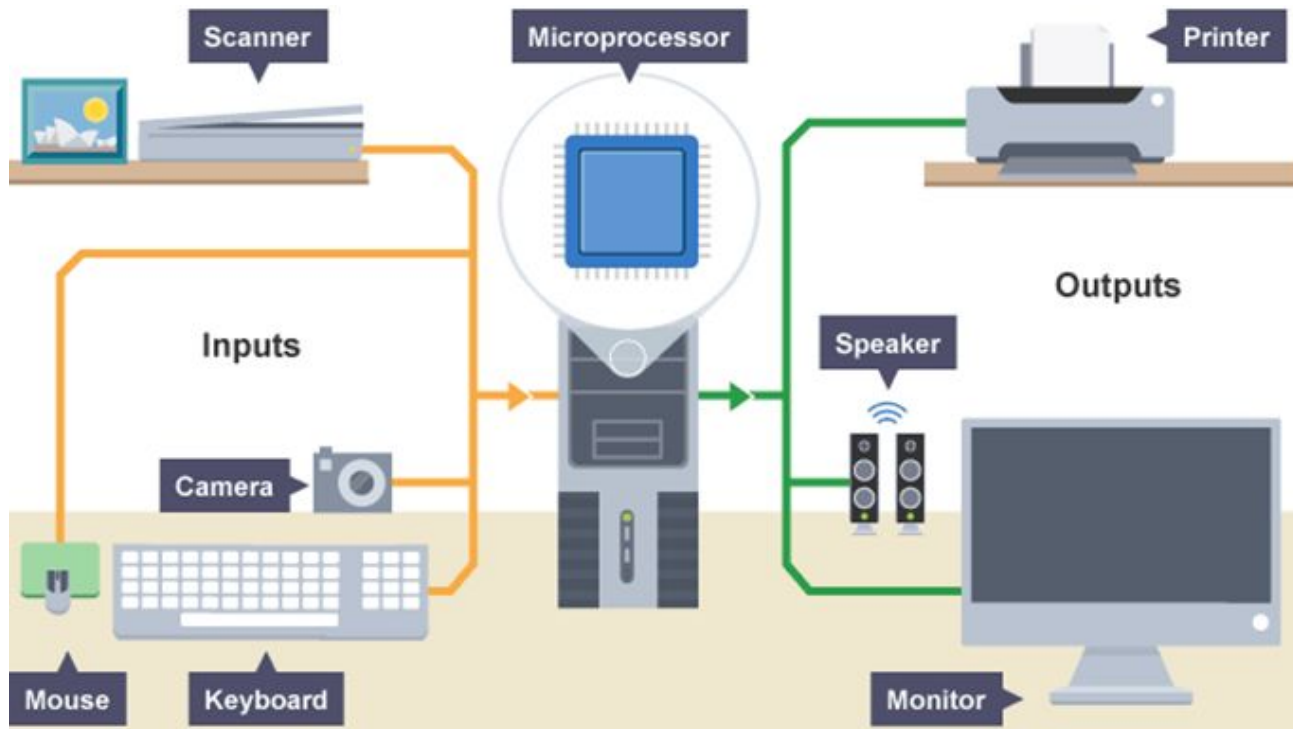 Scanner
Microprocessor
Printer
Inputs
Outputs
Speaker
Camera
Mouse
Keyboard
Monitor